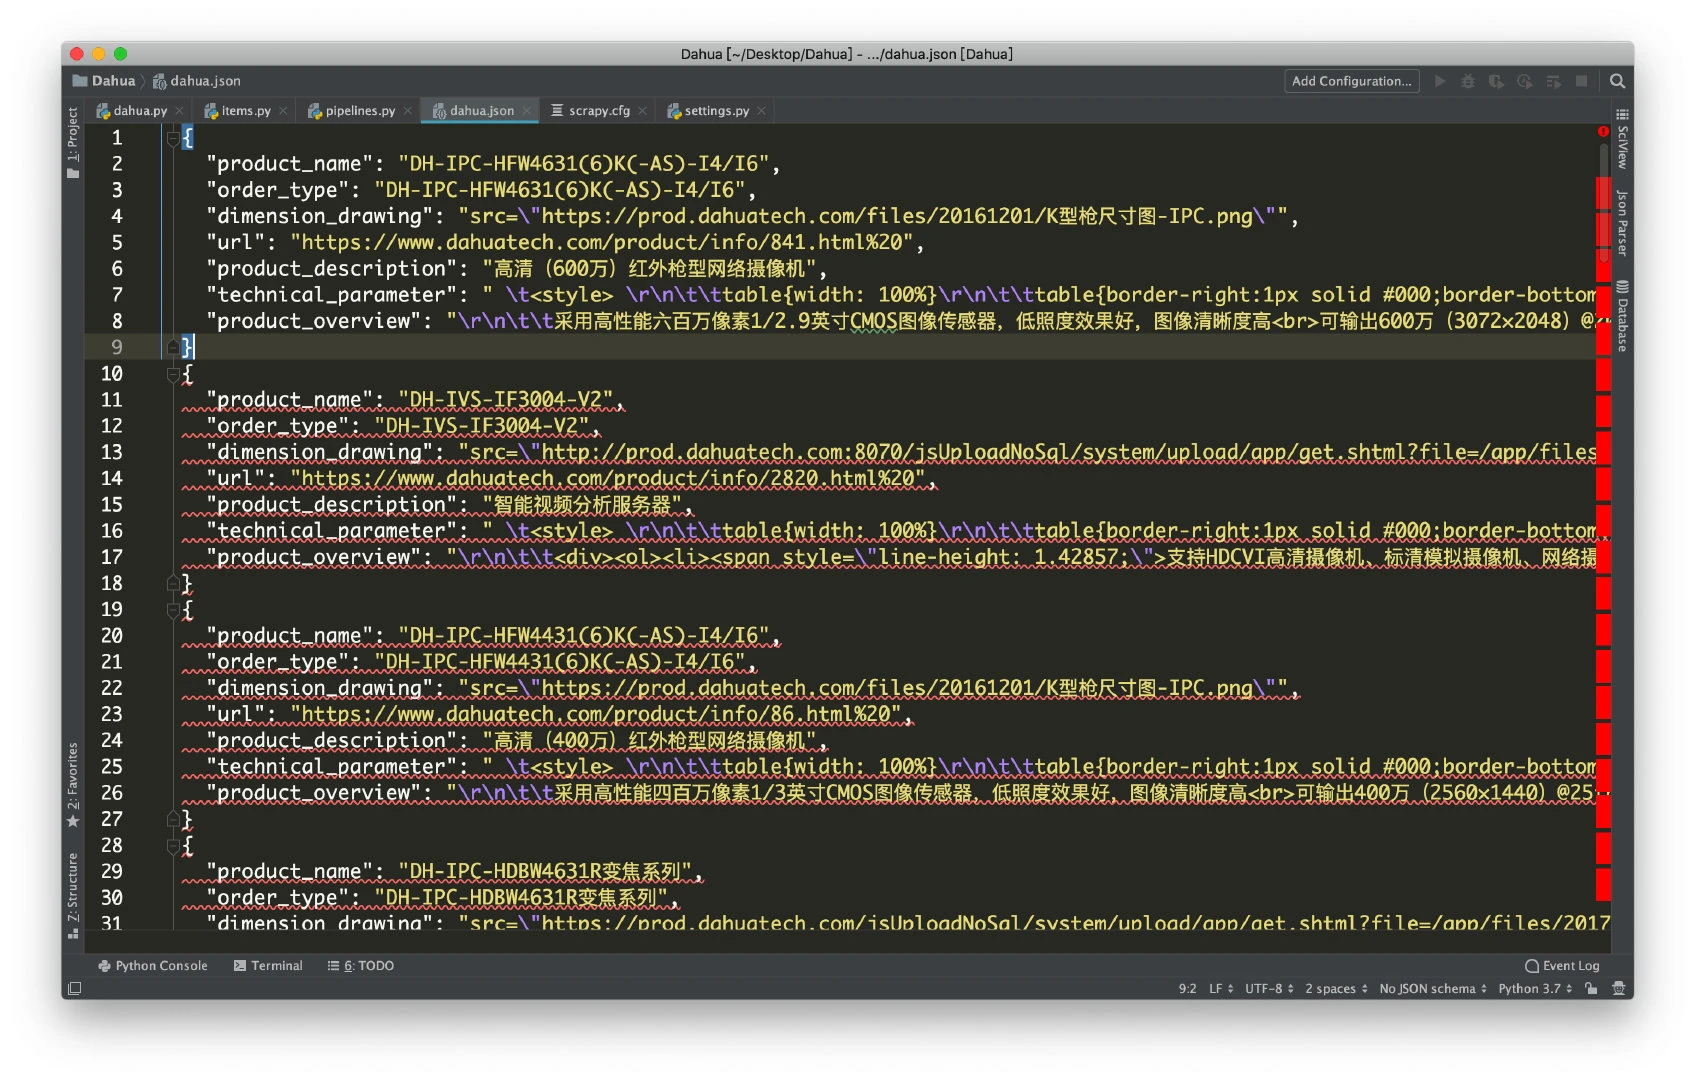 Dahua [~/Desktop/Dahua] - .../dahua.json [Dahua]
Dahua dahua.json Add Configuration...
dahua.py items.py pipelines.py dahua.json scrapy.cfg settings.py
1: Project
SciView
Json Parser
Database
2: Favorites
Z: Structure
1 {
2 "product_name": "DH-IPC-HFW4631(6)K(-AS)-I4/I6",
3 "order_type": "DH-IPC-HFW4631(6)K(-AS)-I4/I6",
4 "dimension_drawing": "src=\"https://prod.dahuatech.com/files/20161201/K型枪尺寸图-IPC.png\"",
5 "url": "https://www.dahuatech.com/product/info/841.html%20",
6 "product_description": "高清（600万）红外枪型网络摄像机",
7 "technical_parameter": " \t<style> \r\n\t\ttable{width: 100%}\r\n\t\ttable{border-right:1px solid #000;border-bottom
8 "product_overview": "\r\n\t\t采用高性能六百万像素1/2.9英寸CMOS图像传感器，低照度效果好，图像清晰度高<br>可输出600万（3072×2048）@2
9 }
10 {
11 "product_name": "DH-IVS-IF3004-V2",
12 "order_type": "DH-IVS-IF3004-V2",
13 "dimension_drawing": "src=\"http://prod.dahuatech.com:8070/jsUploadNoSql/system/upload/app/get.shtml?file=/app/files
14 "url": "https://www.dahuatech.com/product/info/2820.html%20",
15 "product_description": "智能视频分析服务器",
16 "technical_parameter": " \t<style> \r\n\t\ttable{width: 100%}\r\n\t\ttable{border-right:1px solid #000;border-bottom
17 "product_overview": "\r\n\t\t<div><ol><li><span style=\"line-height: 1.42857;\">支持HDCVI高清摄像机、标清模拟摄像机、网络摄
18 }
19 {
20 "product_name": "DH-IPC-HFW4431(6)K(-AS)-I4/I6",
21 "order_type": "DH-IPC-HFW4431(6)K(-AS)-I4/I6",
22 "dimension_drawing": "src=\"https://prod.dahuatech.com/files/20161201/K型枪尺寸图-IPC.png\"",
23 "url": "https://www.dahuatech.com/product/info/86.html%20",
24 "product_description": "高清（400万）红外枪型网络摄像机",
25 "technical_parameter": " \t<style> \r\n\t\ttable{width: 100%}\r\n\t\ttable{border-right:1px solid #000;border-bottom
26 "product_overview": "\r\n\t\t采用高性能四百万像素1/3英寸CMOS图像传感器，低照度效果好，图像清晰度高<br>可输出400万（2560×1440）@25
27 }
28 {
29 "product_name": "DH-IPC-HDBW4631R变焦系列",
30 "order_type": "DH-IPC-HDBW4631R变焦系列",
31 "dimension_drawing": "src=\"https://prod.dahuatech.com/jsUploadNoSql/system/upload/app/get.shtml?file=/app/files/2017
Python Console Terminal 6: TODO Event Log
9:2 LF UTF-8 2 spaces No JSON schema Python 3.7